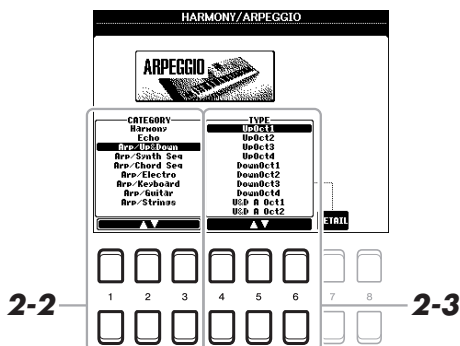 HARMONY/ARPEGGIO
ARPEGGIO
CATEGORY
Harmony
Echo
Arp/Up&Down
Arp/Synth Seq
Arp/Chord Seq
Arp/Electro
Arp/Keyboard
Arp/Guitar
Arp/Strings
▲▼
TYPE
UpOct1
UpOct2
UpOct3
UpOct4
DownOct1
DownOct2
DownOct3
DownOct4
U&D A Oct1
U&D A Oct2
▲▼
ETAIL
2-2
1 2 3 4 5 6 7 8
2-3